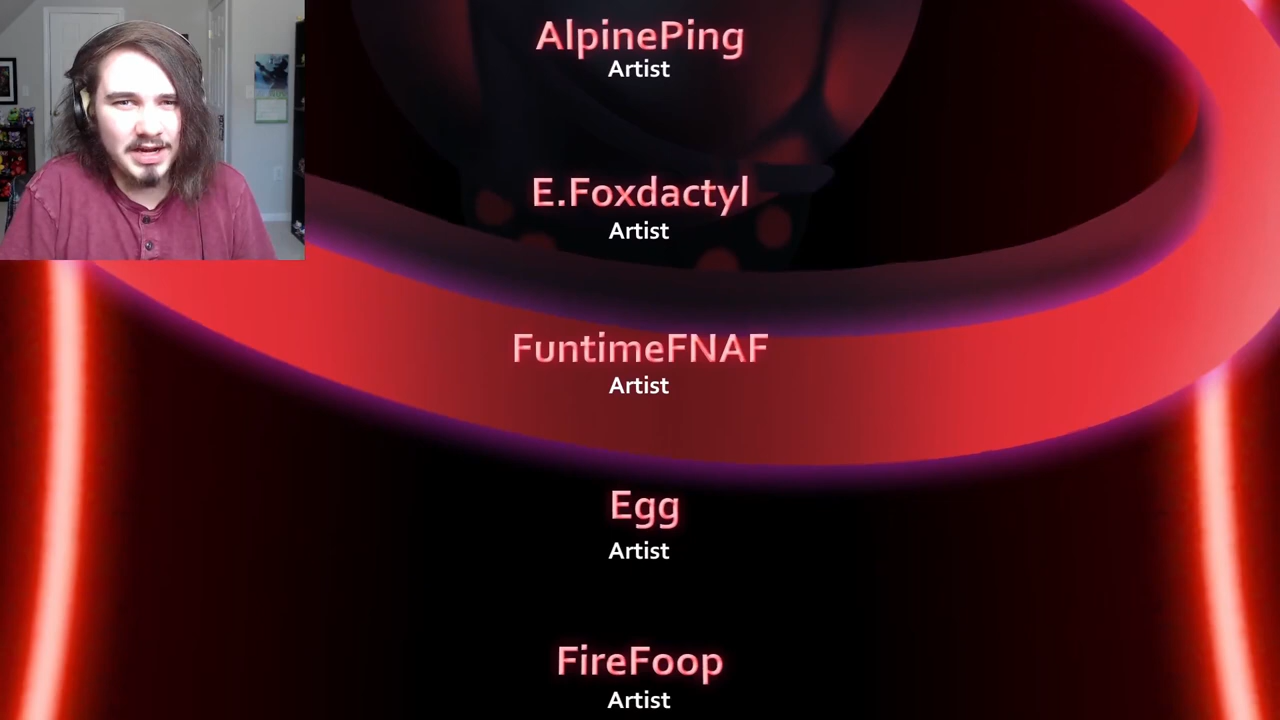 AlpinePing
Artist
E.Foxdactyl
Artist
FuntimeFNAF
Artist
Egg
Artist
FireFoop
Artist